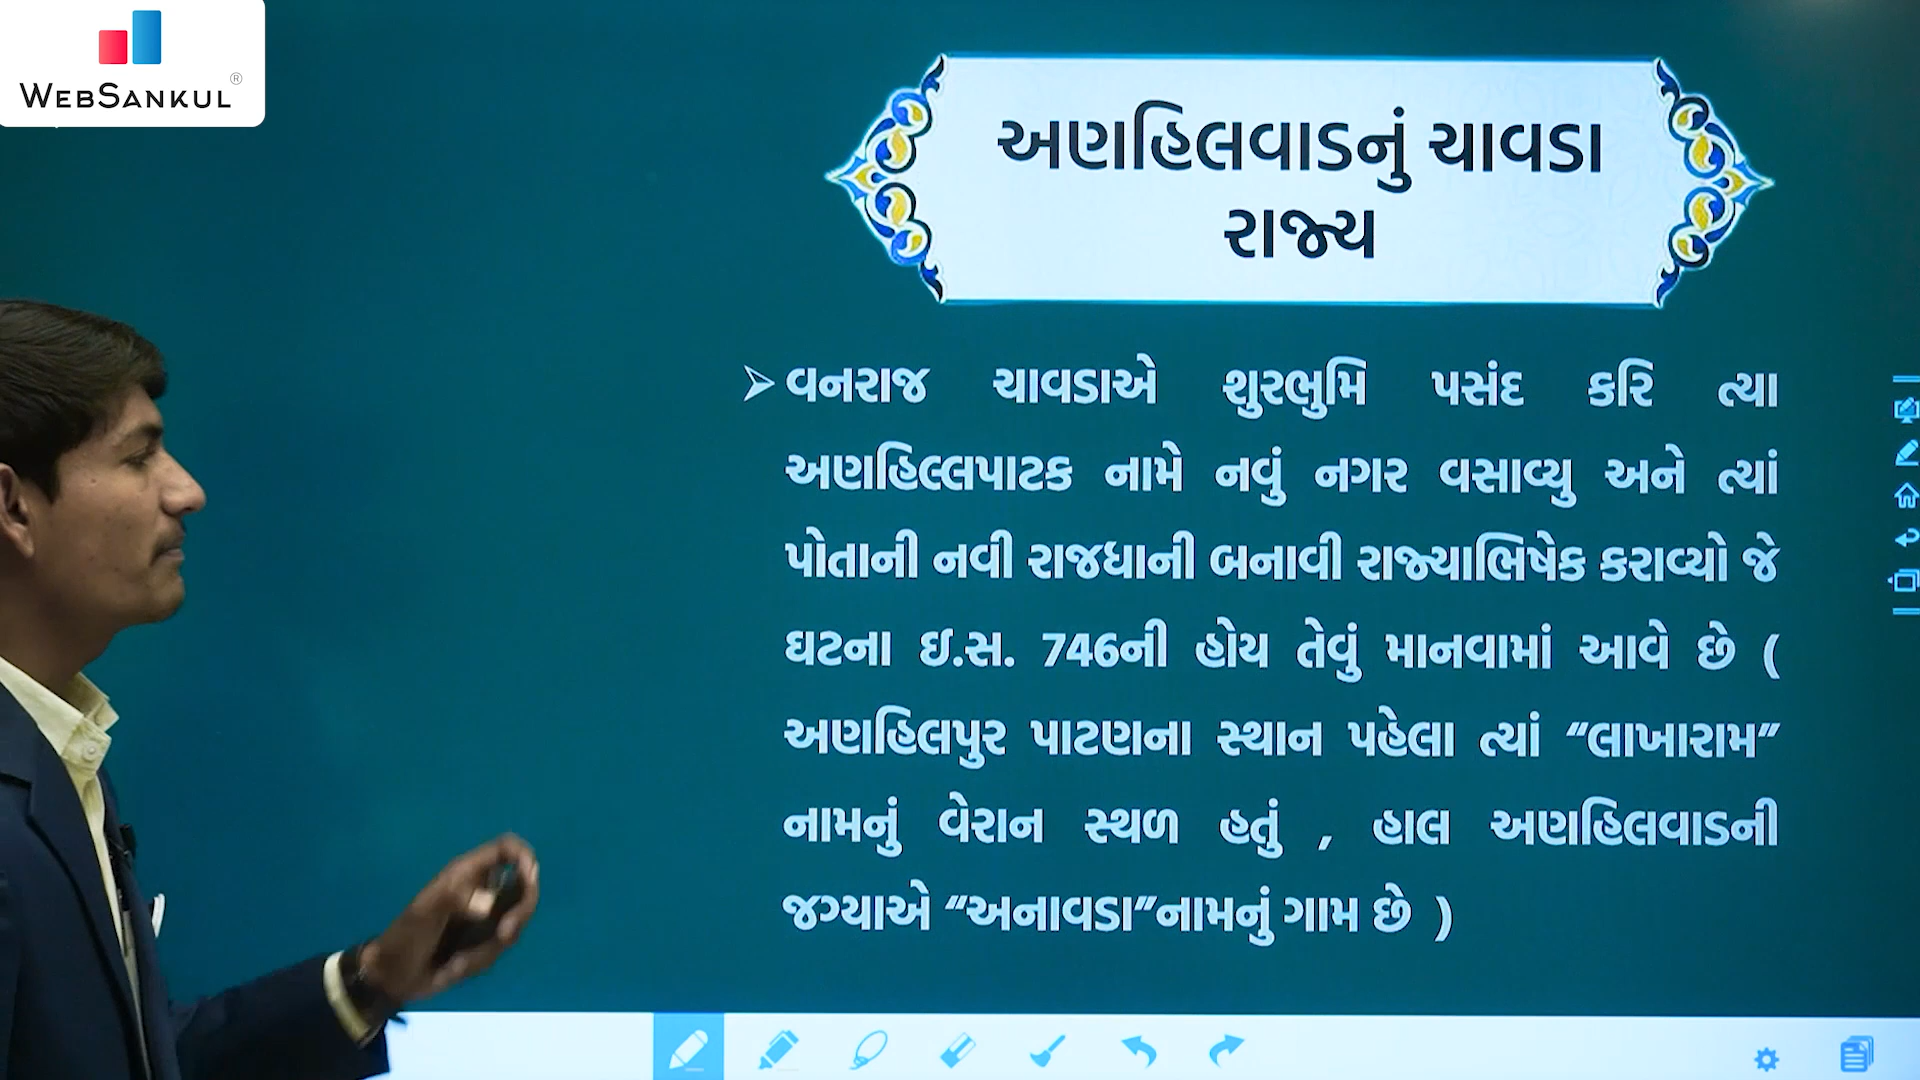 WEBSANKUL®
અણહિલવાડનું ચાવડા
રાજ્ય
➢ વનરાજ ચાવડાએ શુરભુમિ પસંદ કરિ ત્યા
અણહિલ્લપાટક નામે નવું નગર વસાવ્યુ અને ત્યાં
પોતાની નવી રાજધાની બનાવી રાજ્યાભિષેક કરાવ્યો જે
ઘટના ઇ.સ. 746ની હોય તેવું માનવામાં આવે છે (
અણહિલપુર પાટણના સ્થાન પહેલા ત્યાં “લાખારામ”
નામનું વેરાન સ્થળ હતું , હાલ અણહિલવાડની
જગ્યાએ “અનાવડા”નામનું ગામ છે )